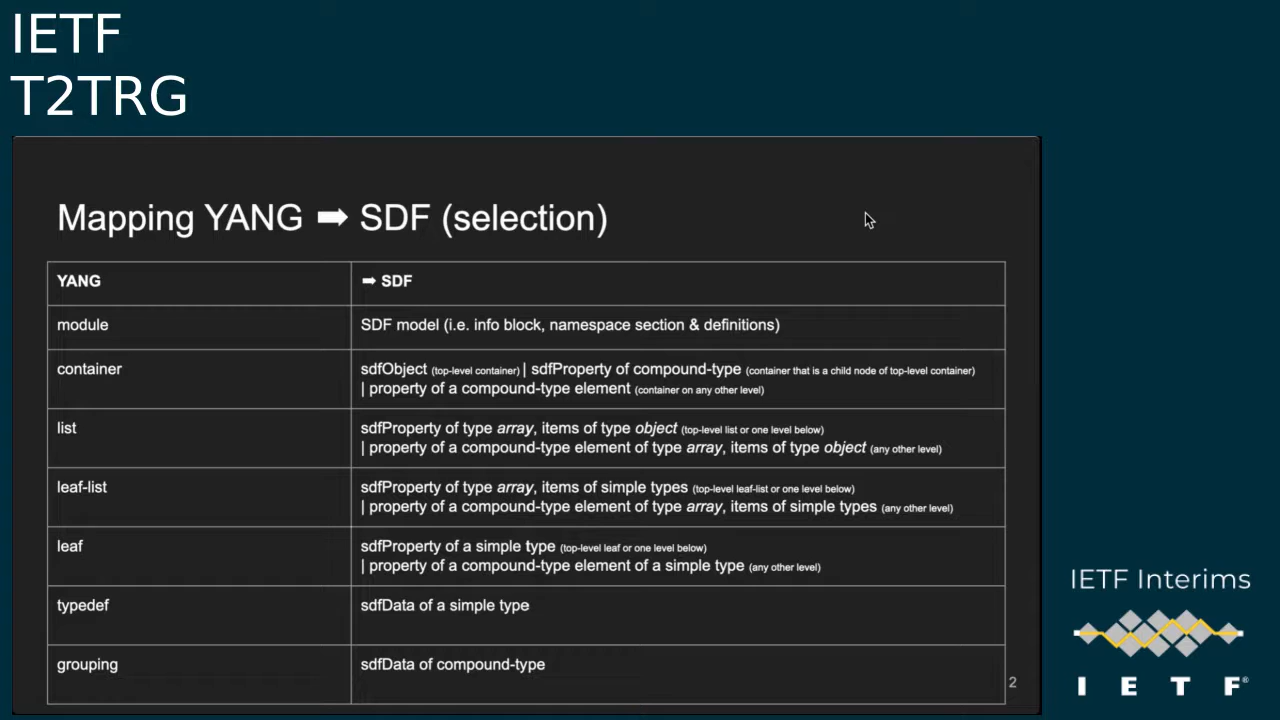 IETF
T2TRG
Mapping YANG ➡ SDF (selection)
YANG
➡ SDF
module
SDF model (i.e. info block, namespace section & definitions)
container
sdfObject (top-level container) | sdfProperty of compound-type (container that is a child node of top-level container)
| property of a compound-type element (container on any other level)
list
sdfProperty of type array, items of type object (top-level list or one level below)
| property of a compound-type element of type array, items of type object (any other level)
leaf-list
sdfProperty of type array, items of simple types (top-level leaf-list or one level below)
| property of a compound-type element of type array, items of simple types (any other level)
leaf
sdfProperty of a simple type (top-level leaf or one level below)
| property of a compound-type element of a simple type (any other level)
typedef
sdfData of a simple type
grouping
sdfData of compound-type
2
IETF Interims
I E T F®